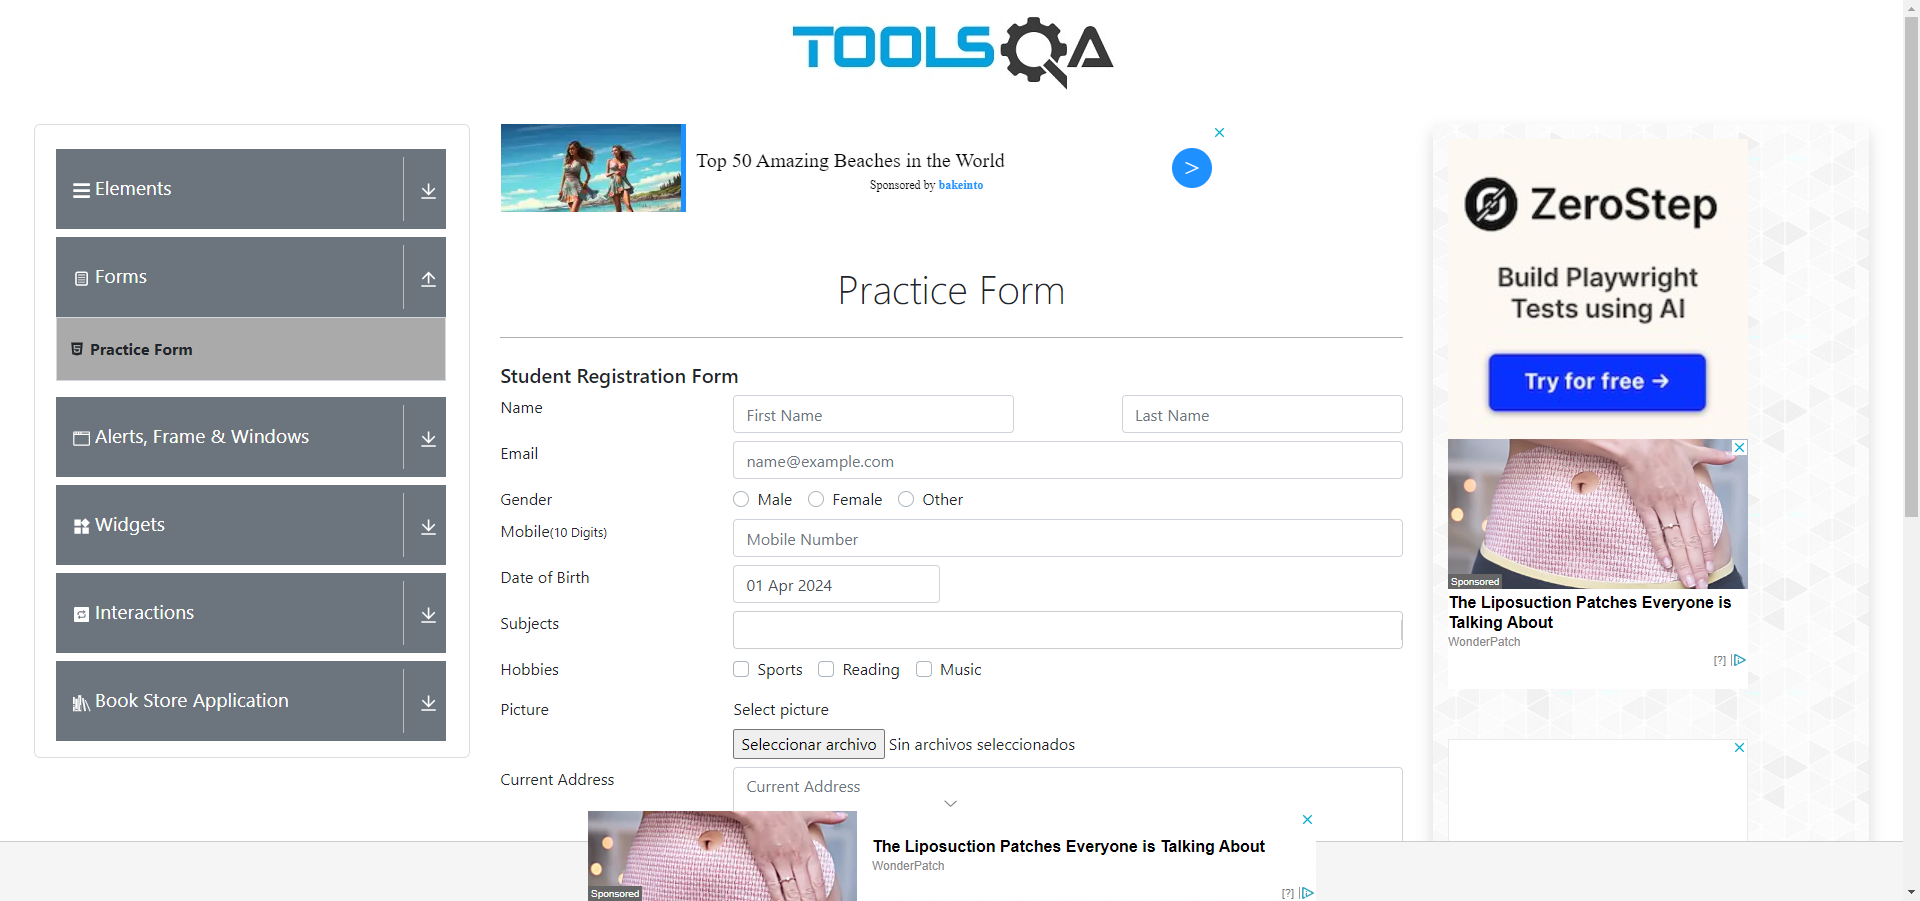 TOOLSQA
Elements
Forms
Practice Form
Alerts, Frame & Windows
Widgets
Interactions
Book Store Application
Top 50 Amazing Beaches in the World
Sponsored by bakeinto
>
Practice Form
Student Registration Form
Name
First Name
Last Name
Email
name@example.com
Gender
Male
Female
Other
Mobile(10 Digits)
Mobile Number
Date of Birth
01 Apr 2024
Subjects
Hobbies
Sports
Reading
Music
Picture
Select picture
Seleccionar archivo
Sin archivos seleccionados
Current Address
Current Address
Sponsored
The Liposuction Patches Everyone is Talking About
WonderPatch
[?]
ZeroStep
Build Playwright
Tests using AI
Try for free →
Sponsored
The Liposuction Patches Everyone is
Talking About
WonderPatch
[?]